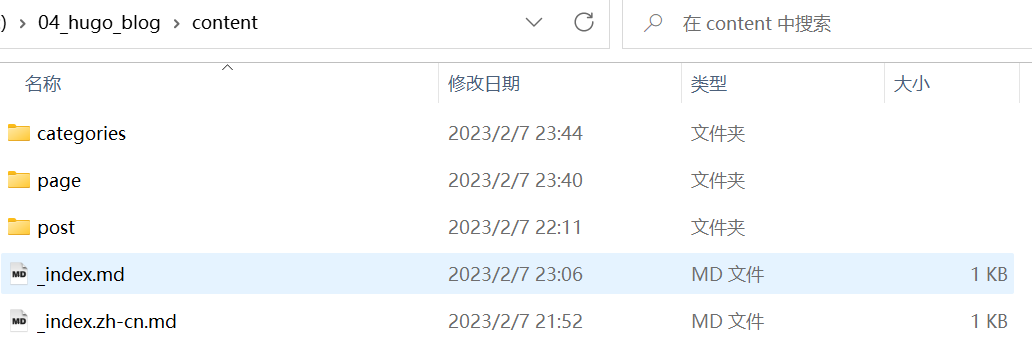 ) > 04_hugo_blog > content 在 content 中搜索
名称 修改日期 类型 大小
categories 2023/2/7 23:44 文件夹
page 2023/2/7 23:40 文件夹
post 2023/2/7 22:11 文件夹
MD _index.md 2023/2/7 23:06 MD 文件 1 KB
MD _index.zh-cn.md 2023/2/7 21:52 MD 文件 1 KB